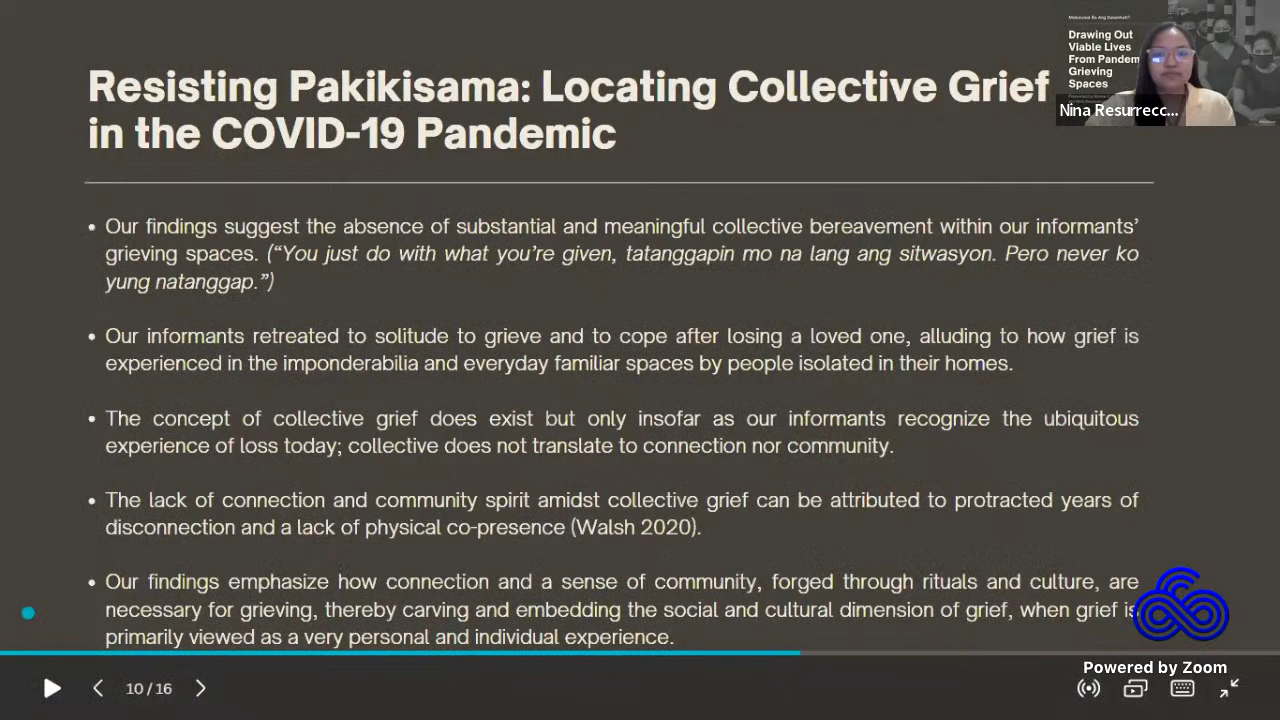 Resisting Pakikisama: Locating Collective Grief
in the COVID-19 Pandemic
Drawing Out
Viable Lives
From Pandem
Grieving
Spaces
Nina Resurrecc...
• Our findings suggest the absence of substantial and meaningful collective bereavement within our informants’
grieving spaces. (“You just do with what you’re given, tatanggapin mo na lang ang sitwasyon. Pero never ko
yung natanggap.”)
• Our informants retreated to solitude to grieve and to cope after losing a loved one, alluding to how grief is
experienced in the imponderabilia and everyday familiar spaces by people isolated in their homes.
• The concept of collective grief does exist but only insofar as our informants recognize the ubiquitous
experience of loss today; collective does not translate to connection nor community.
• The lack of connection and community spirit amidst collective grief can be attributed to protracted years of
disconnection and a lack of physical co-presence (Walsh 2020).
• Our findings emphasize how connection and a sense of community, forged through rituals and culture, are
necessary for grieving, thereby carving and embedding the social and cultural dimension of grief, when grief is
primarily viewed as a very personal and individual experience.
Powered by Zoom
10 / 16